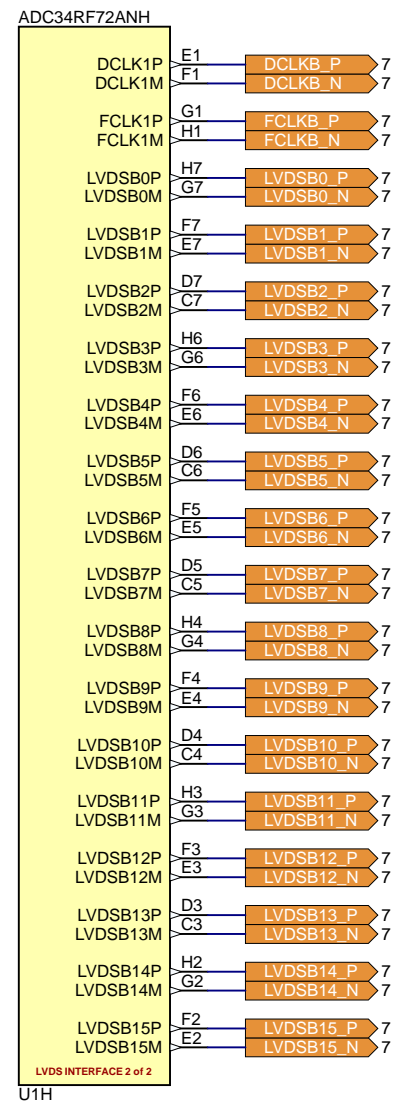 ADC34RF72ANH
DCLK1P E1 DCLKB_P 7
DCLK1M F1 DCLKB_N 7
FCLK1P G1 FCLKB_P 7
FCLK1M H1 FCLKB_N 7
LVDSB0P H7 LVDSB0_P 7
LVDSB0M G7 LVDSB0_N 7
LVDSB1P F7 LVDSB1_P 7
LVDSB1M E7 LVDSB1_N 7
LVDSB2P D7 LVDSB2_P 7
LVDSB2M C7 LVDSB2_N 7
LVDSB3P H6 LVDSB3_P 7
LVDSB3M G6 LVDSB3_N 7
LVDSB4P F6 LVDSB4_P 7
LVDSB4M E6 LVDSB4_N 7
LVDSB5P D6 LVDSB5_P 7
LVDSB5M C6 LVDSB5_N 7
LVDSB6P F5 LVDSB6_P 7
LVDSB6M E5 LVDSB6_N 7
LVDSB7P D5 LVDSB7_P 7
LVDSB7M C5 LVDSB7_N 7
LVDSB8P H4 LVDSB8_P 7
LVDSB8M G4 LVDSB8_N 7
LVDSB9P F4 LVDSB9_P 7
LVDSB9M E4 LVDSB9_N 7
LVDSB10P D4 LVDSB10_P 7
LVDSB10M C4 LVDSB10_N 7
LVDSB11P H3 LVDSB11_P 7
LVDSB11M G3 LVDSB11_N 7
LVDSB12P F3 LVDSB12_P 7
LVDSB12M E3 LVDSB12_N 7
LVDSB13P D3 LVDSB13_P 7
LVDSB13M C3 LVDSB13_N 7
LVDSB14P H2 LVDSB14_P 7
LVDSB14M G2 LVDSB14_N 7
LVDSB15P F2 LVDSB15_P 7
LVDSB15M E2 LVDSB15_N 7
LVDS INTERFACE 2 of 2
U1H